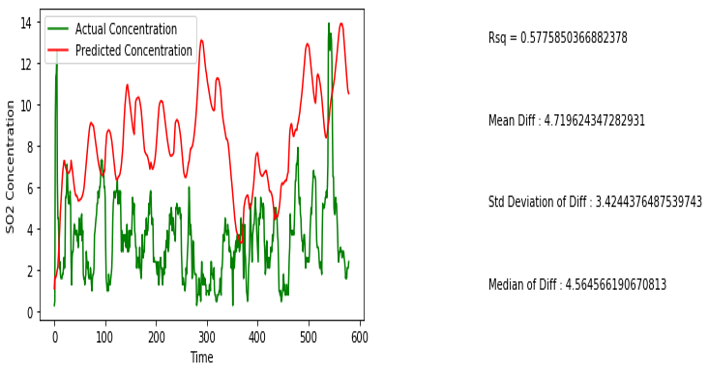 Actual Concentration
Predicted Concentration
SO2 Concentration
14
12
10
8
6
4
2
0
0 100 200 300 400 500 600
Time
Rsq = 0.5775850366882378
Mean Diff : 4.719624347282931
Std Deviation of Diff : 3.4244376487539743
Median of Diff : 4.564566190670813